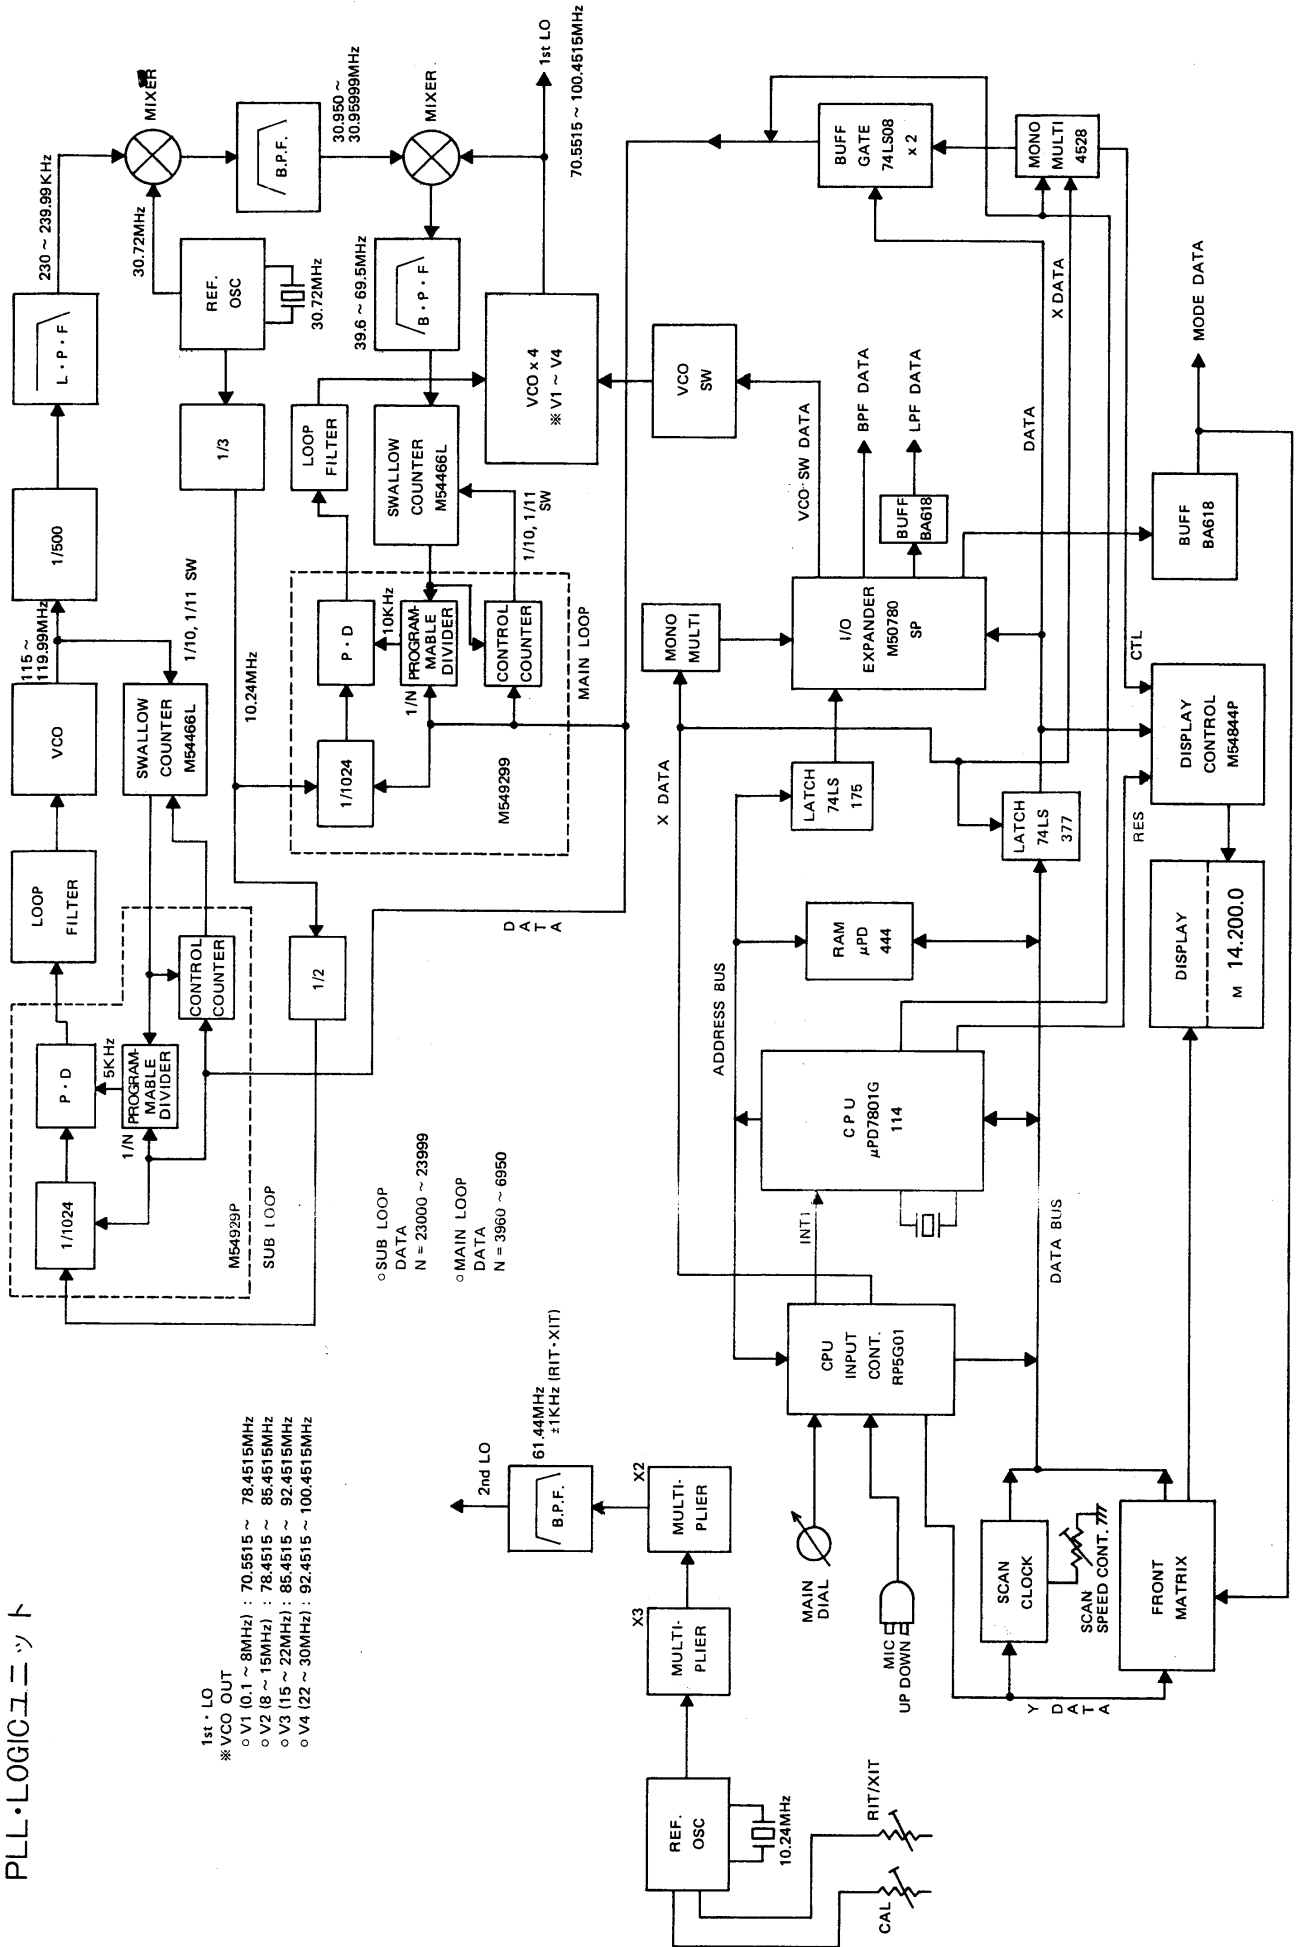 PLL・LOGICユニット
1st・LO
※VCO OUT
○ V1 (0.1 ~ 8MHz) : 70.5515 ~ 78.4515MHz
○ V2 (8 ~ 15MHz) : 78.4515 ~ 85.4515MHz
○ V3 (15 ~ 22MHz) : 85.4515 ~ 92.4515MHz
○ V4 (22 ~ 30MHz) : 92.4515 ~ 100.4515MHz
1/1024
P・D
5KHz
1/N
PROGRAM-
MABLE
DIVIDER
CONTROL
COUNTER
M54929P
SUB LOOP
LOOP
FILTER
VCO
115 ~
119.99MHz
1/500
L・P・F
230 ~ 239.99KHz
SWALLOW
COUNTER
M54466L
1/10, 1/11 SW
MIXER
30.72MHz
REF.
OSC
30.72MHz
1/3
10.24MHz
1/2
B.P.F.
30.950 ~
30.95999MHz
MIXER
1st LO
70.5515 ~ 100.4515MHz
B・P・F
39.6 ~ 69.5MHz
SWALLOW
COUNTER
M54466L
1/10, 1/11
SW
LOOP
FILTER
VCO x 4
※ V1 ~ V4
VCO
SW
1/1024
P・D
10KHz
1/N
PROGRAM-
MABLE
DIVIDER
CONTROL
COUNTER
MAIN LOOP
M549299
DATA
○ SUB LOOP
DATA
N = 23000 ~ 23999
○ MAIN LOOP
DATA
N = 3960 ~ 6950
REF.
OSC
10.24MHz
CAL
RIT/XIT
X3
MULTI-
PLIER
X2
MULTI-
PLIER
B.P.F.
61.44MHz
±1KHz (RIT・XIT)
2nd LO
MAIN
DIAL
MIC
UP DOWN
CPU
INPUT
CONT.
RP5G01
INT1
ADDRESS BUS
X DATA
CPU
μPD7801G
114
RAM
μPD
444
DATA BUS
LATCH
74LS
175
LATCH
74LS
377
MONO
MULTI
I/O
EXPANDER
M50780
SP
VCO SW DATA
BPF DATA
BUFF
BA618
LPF DATA
DATA
X DATA
BUFF
GATE
74LS08
x 2
MONO
MULTI
4528
CTL
RES
BUFF
BA618
MODE DATA
DISPLAY
CONTROL
M54844P
DISPLAY
M 14.200.0
SCAN
CLOCK
SCAN
SPEED CONT.
FRONT
MATRIX
Y DATA